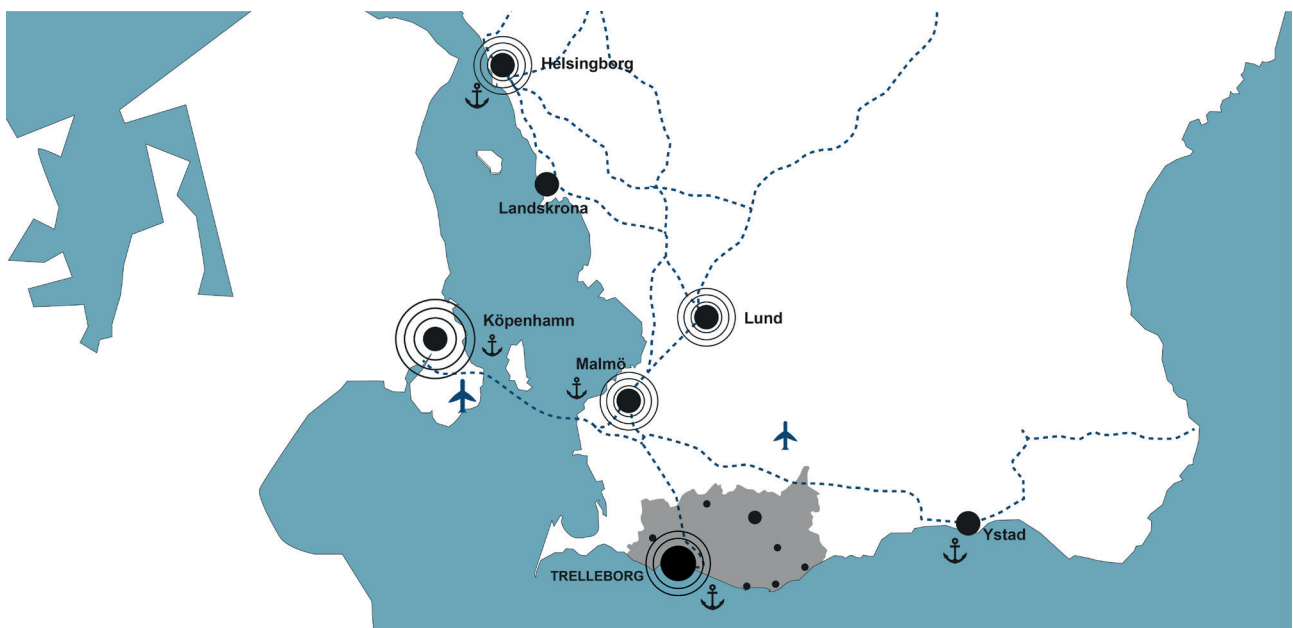 Helsingborg
Landskrona
Köpenhamn
Lund
Malmö
Ystad
TRELLEBORG